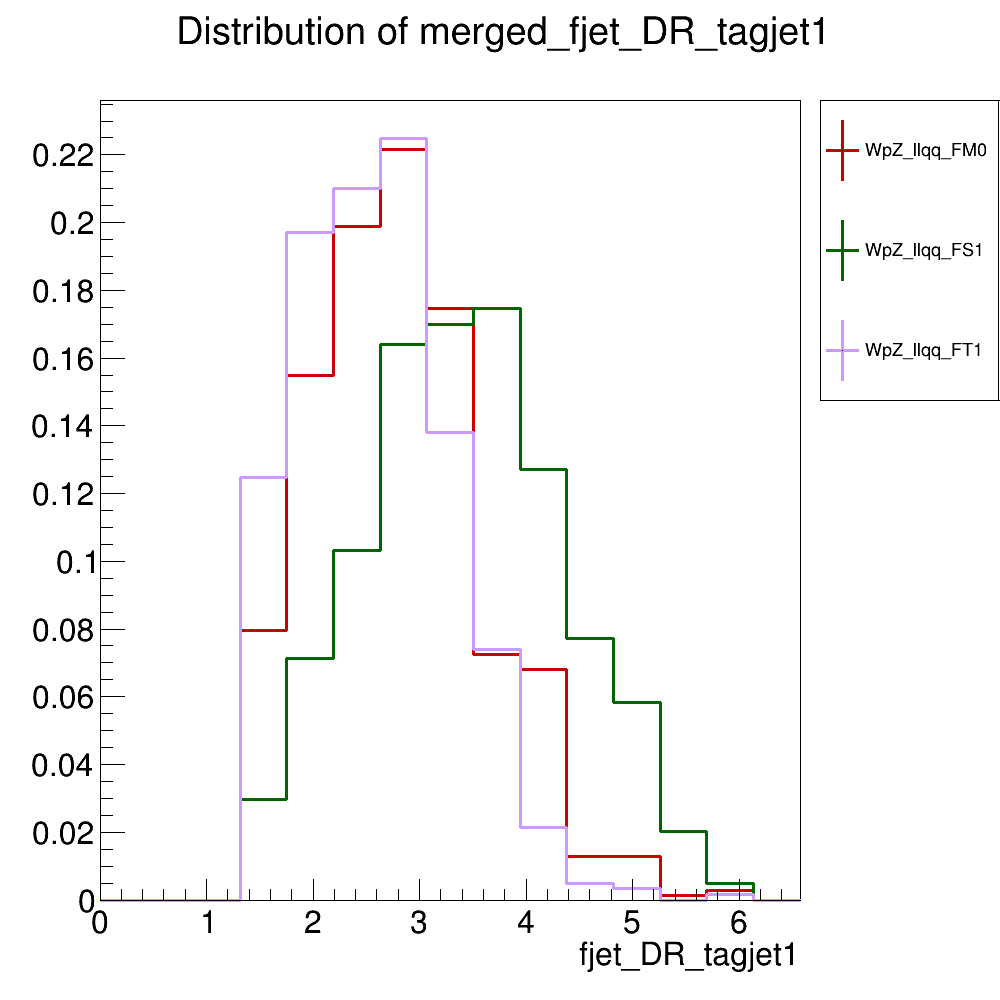 Distribution of merged_fjet_DR_tagjet1
WpZ_llqq_FM0
WpZ_llqq_FS1
WpZ_llqq_FT1
0.22
0.2
0.18
0.16
0.14
0.12
0.1
0.08
0.06
0.04
0.02
0
0 1 2 3 4 5 6
fjet_DR_tagjet1